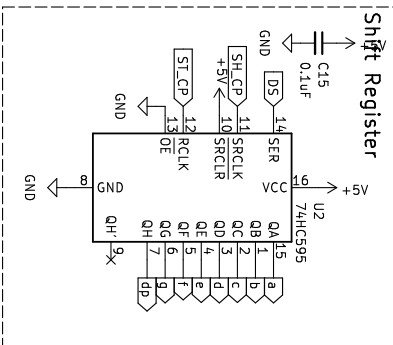 Shift Register
+5V
C15
0.1uF
GND
DS
SH_CP
+5V
ST_CP
GND
14
11
10
12
13
SER
SRCLK
SRCLR
RCLK
OE
VCC
16
+5V
GND
8
GND
U2
74HC595
QA
QB
QC
QD
QE
QF
QG
QH
QH'
15
1
2
3
4
5
6
7
9
a
b
c
d
e
f
g
dp